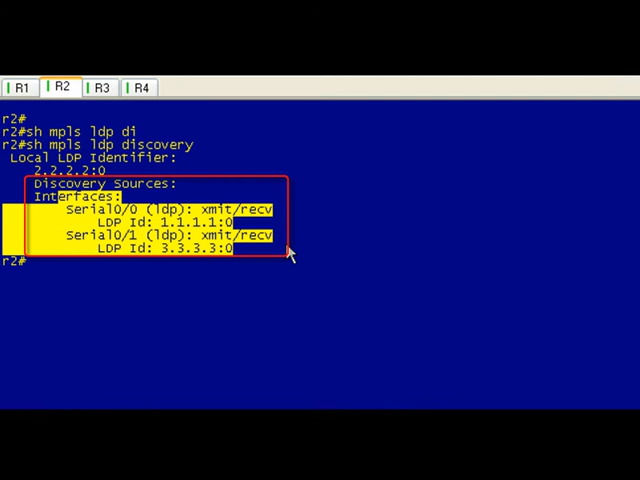 R1 R2 R3 R4
r2#
r2#sh mpls ldp di
r2#sh mpls ldp discovery
Local LDP Identifier:
2.2.2.2:0
Discovery Sources:
Interfaces:
Serial0/0 (ldp): xmit/recv
LDP Id: 1.1.1.1:0
Serial0/1 (ldp): xmit/recv
LDP Id: 3.3.3.3:0
r2#